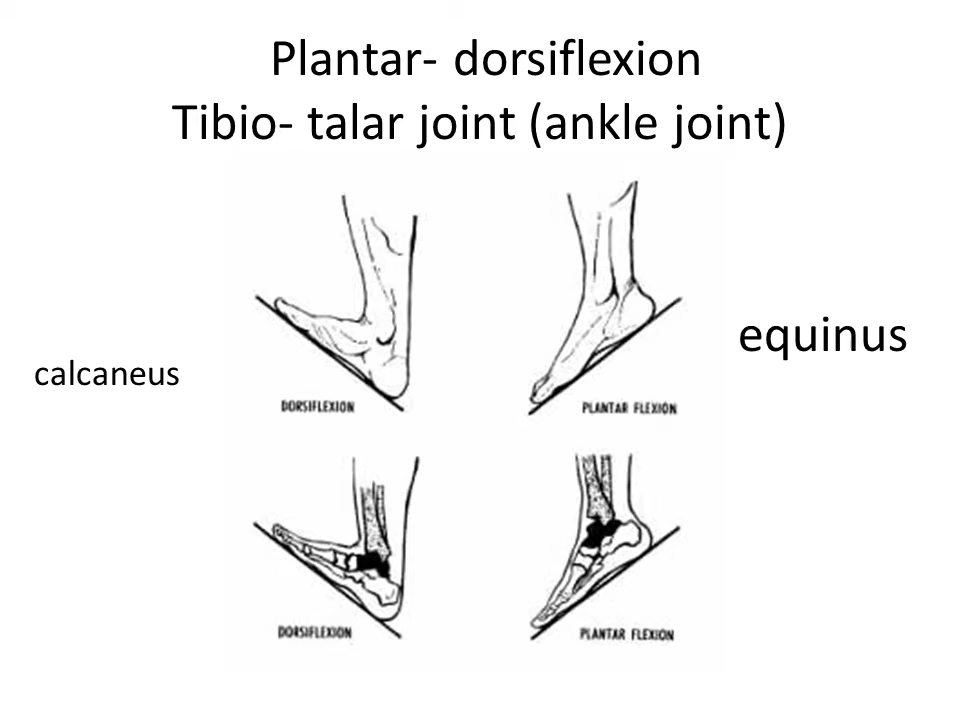 Plantar- dorsiflexion
Tibio- talar joint (ankle joint)
equinus
calcaneus
DORSIFLEXION
PLANTAR FLEXION
DORSIFLEXION
PLANTAR FLEXION